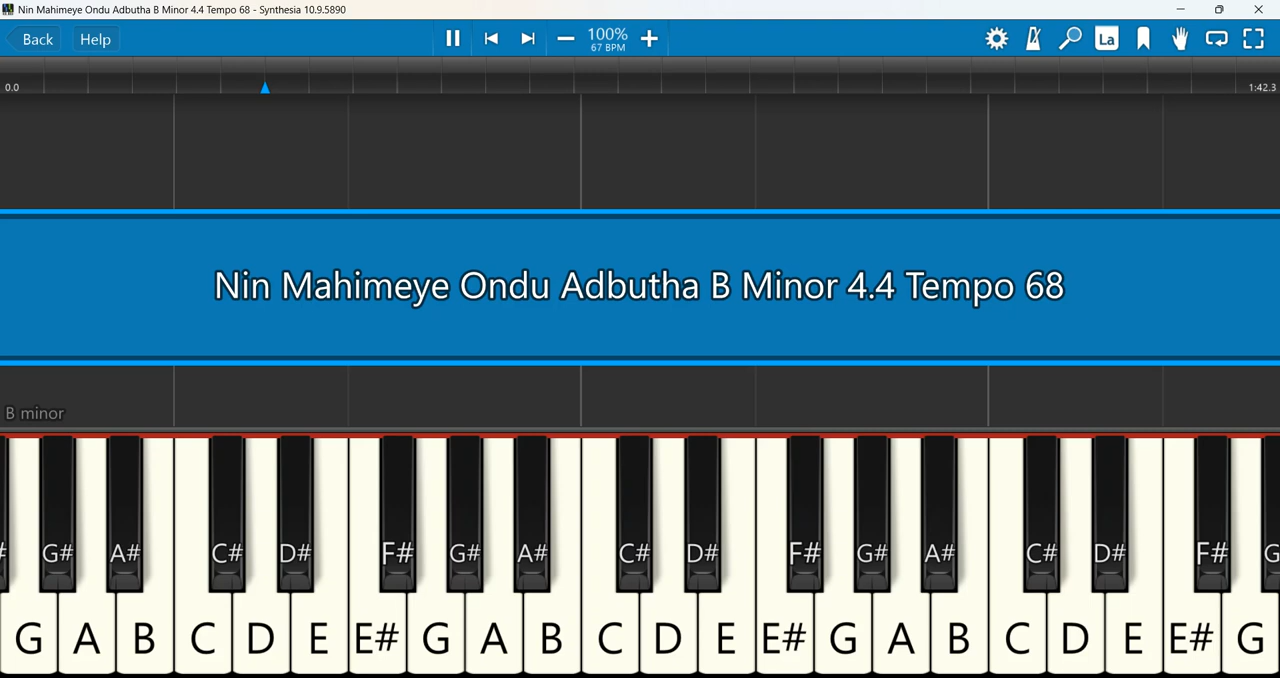 Nin Mahimeye Ondu Adbutha B Minor 4.4 Tempo 68 - Synthesia 10.9.5890
Back Help 100% La
67 BPM
0.0 1:42.3
Nin Mahimeye Ondu Adbutha B Minor 4.4 Tempo 68
B minor
# G# A# C# D# F# G# A# C# D# F# G# A# C# D# F# G
G A B C D E E# G A B C D E E# G A B C D E E# G